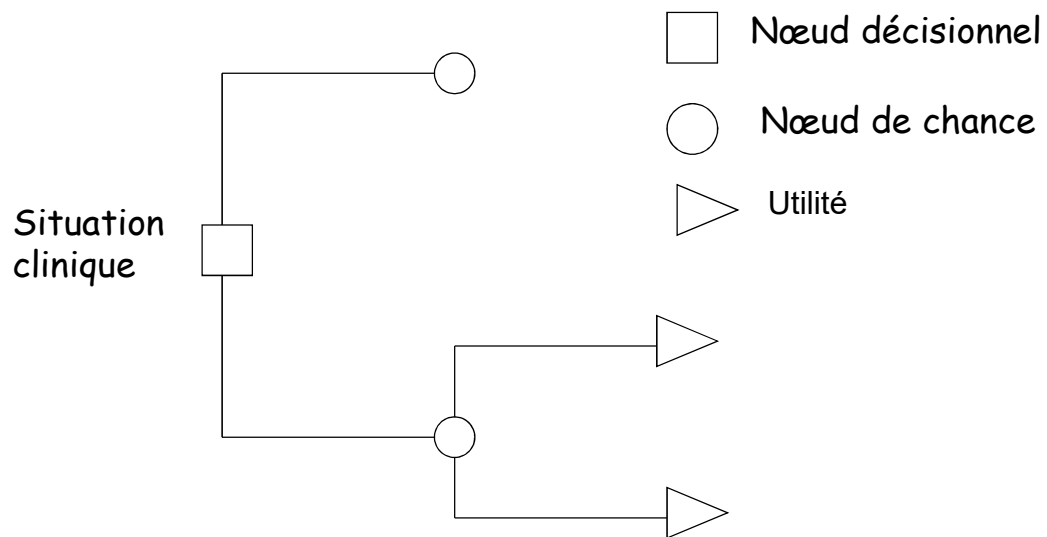 Nœud décisionnel
Nœud de chance
Utilité
Situation
clinique